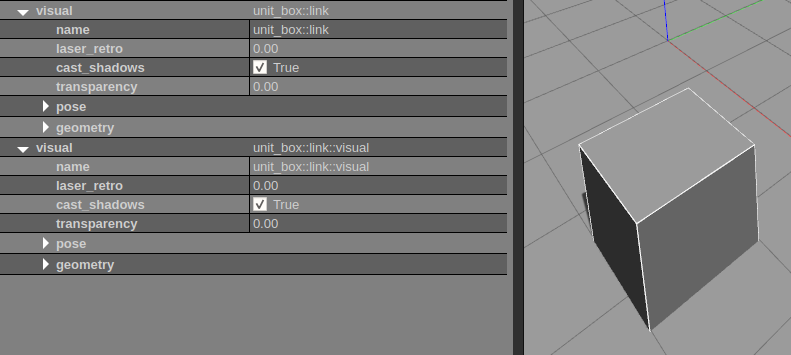 visual unit_box::link
name unit_box::link
laser_retro 0.00
cast_shadows True
transparency 0.00
pose
geometry
visual unit_box::link::visual
name unit_box::link::visual
laser_retro 0.00
cast_shadows True
transparency 0.00
pose
geometry